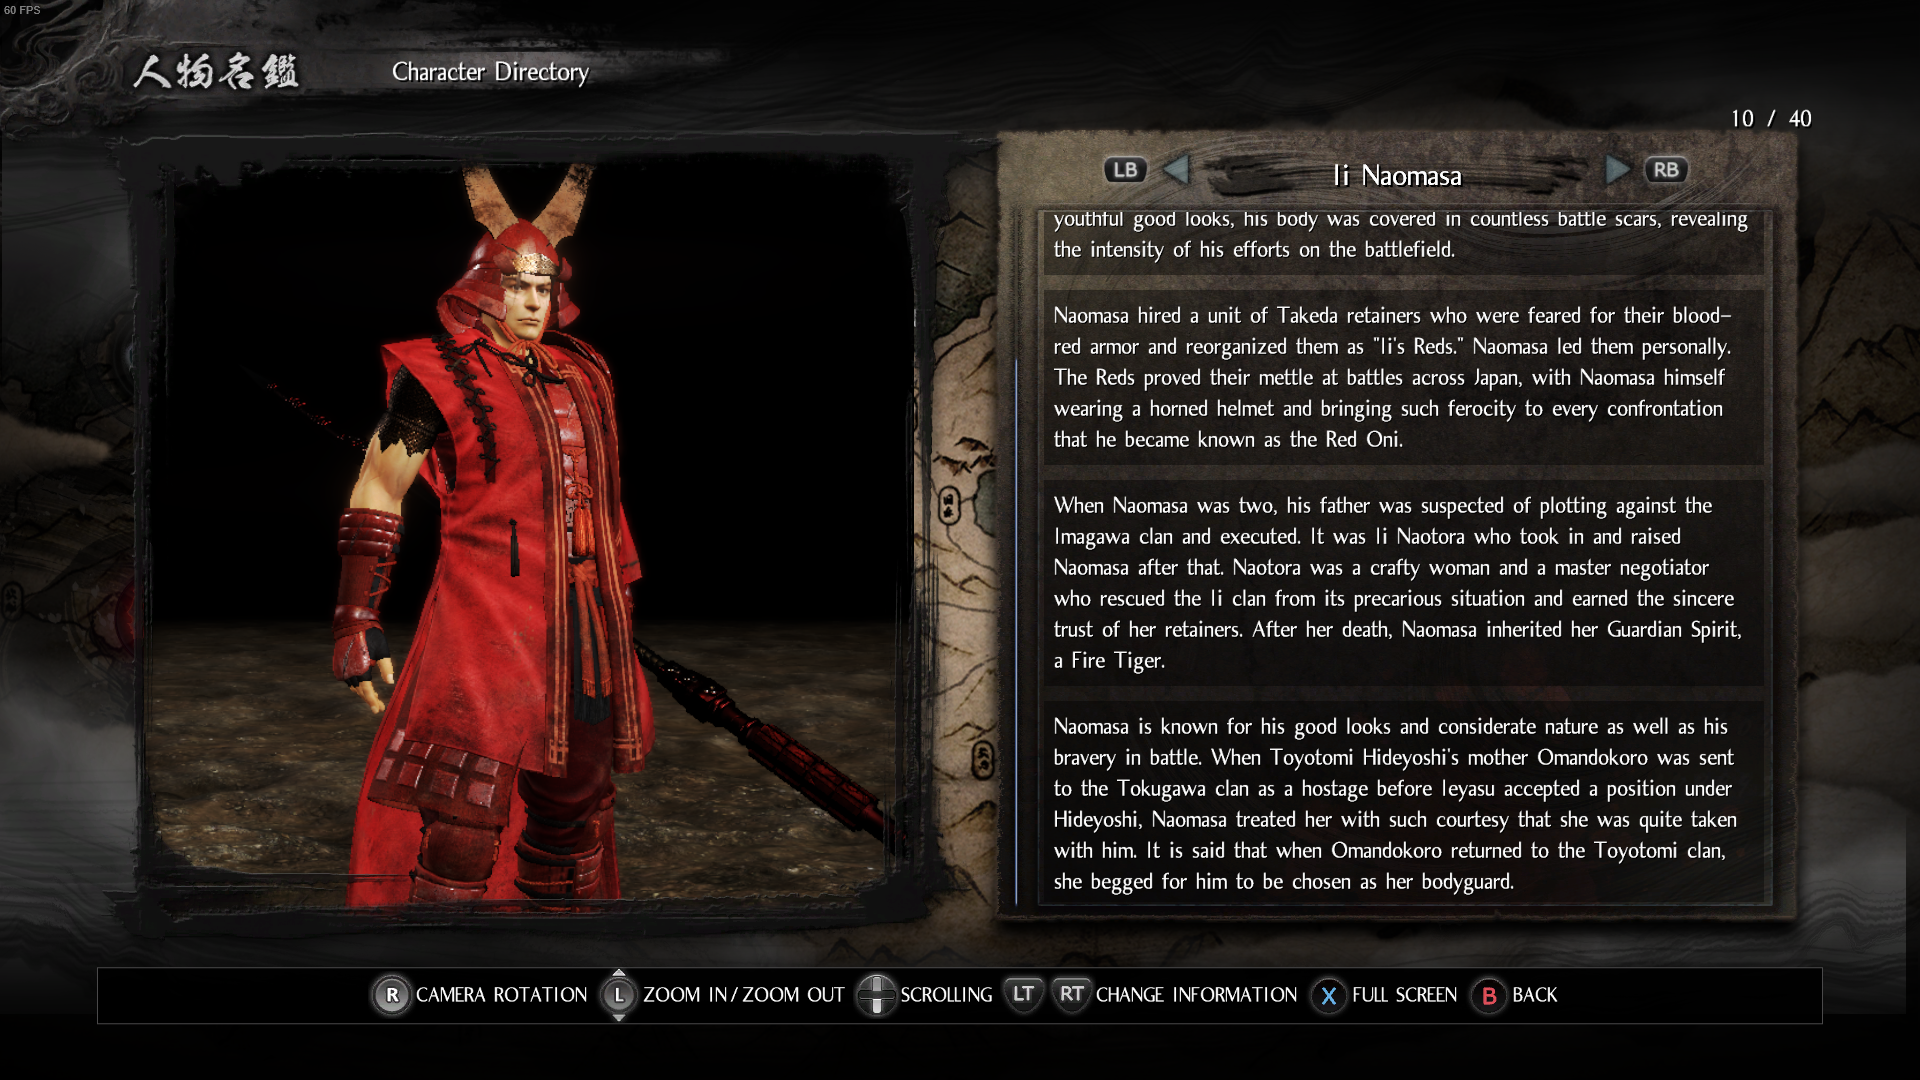 60 FPS
人物名鑑
Character Directory
10 / 40
LB
Ii Naomasa
RB
youthful good looks, his body was covered in countless battle scars, revealing
the intensity of his efforts on the battlefield.
Naomasa hired a unit of Takeda retainers who were feared for their blood-
red armor and reorganized them as "Ii's Reds." Naomasa led them personally.
The Reds proved their mettle at battles across Japan, with Naomasa himself
wearing a horned helmet and bringing such ferocity to every confrontation
that he became known as the Red Oni.
When Naomasa was two, his father was suspected of plotting against the
Imagawa clan and executed. It was Ii Naotora who took in and raised
Naomasa after that. Naotora was a crafty woman and a master negotiator
who rescued the Ii clan from its precarious situation and earned the sincere
trust of her retainers. After her death, Naomasa inherited her Guardian Spirit,
a Fire Tiger.
Naomasa is known for his good looks and considerate nature as well as his
bravery in battle. When Toyotomi Hideyoshi's mother Omandokoro was sent
to the Tokugawa clan as a hostage before Ieyasu accepted a position under
Hideyoshi, Naomasa treated her with such courtesy that she was quite taken
with him. It is said that when Omandokoro returned to the Toyotomi clan,
she begged for him to be chosen as her bodyguard.
R CAMERA ROTATION L ZOOM IN/ZOOM OUT SCROLLING LT RT CHANGE INFORMATION X FULL SCREEN B BACK